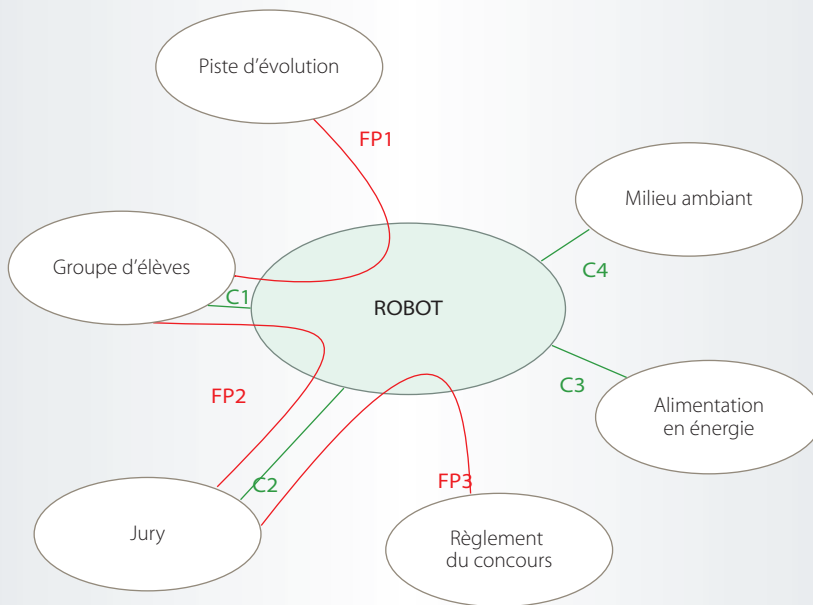 Piste d'évolution
FP1
Milieu ambiant
Groupe d'élèves
C4
C1
ROBOT
C3
FP2
Alimentation
en énergie
C2
FP3
Jury
Règlement
du concours